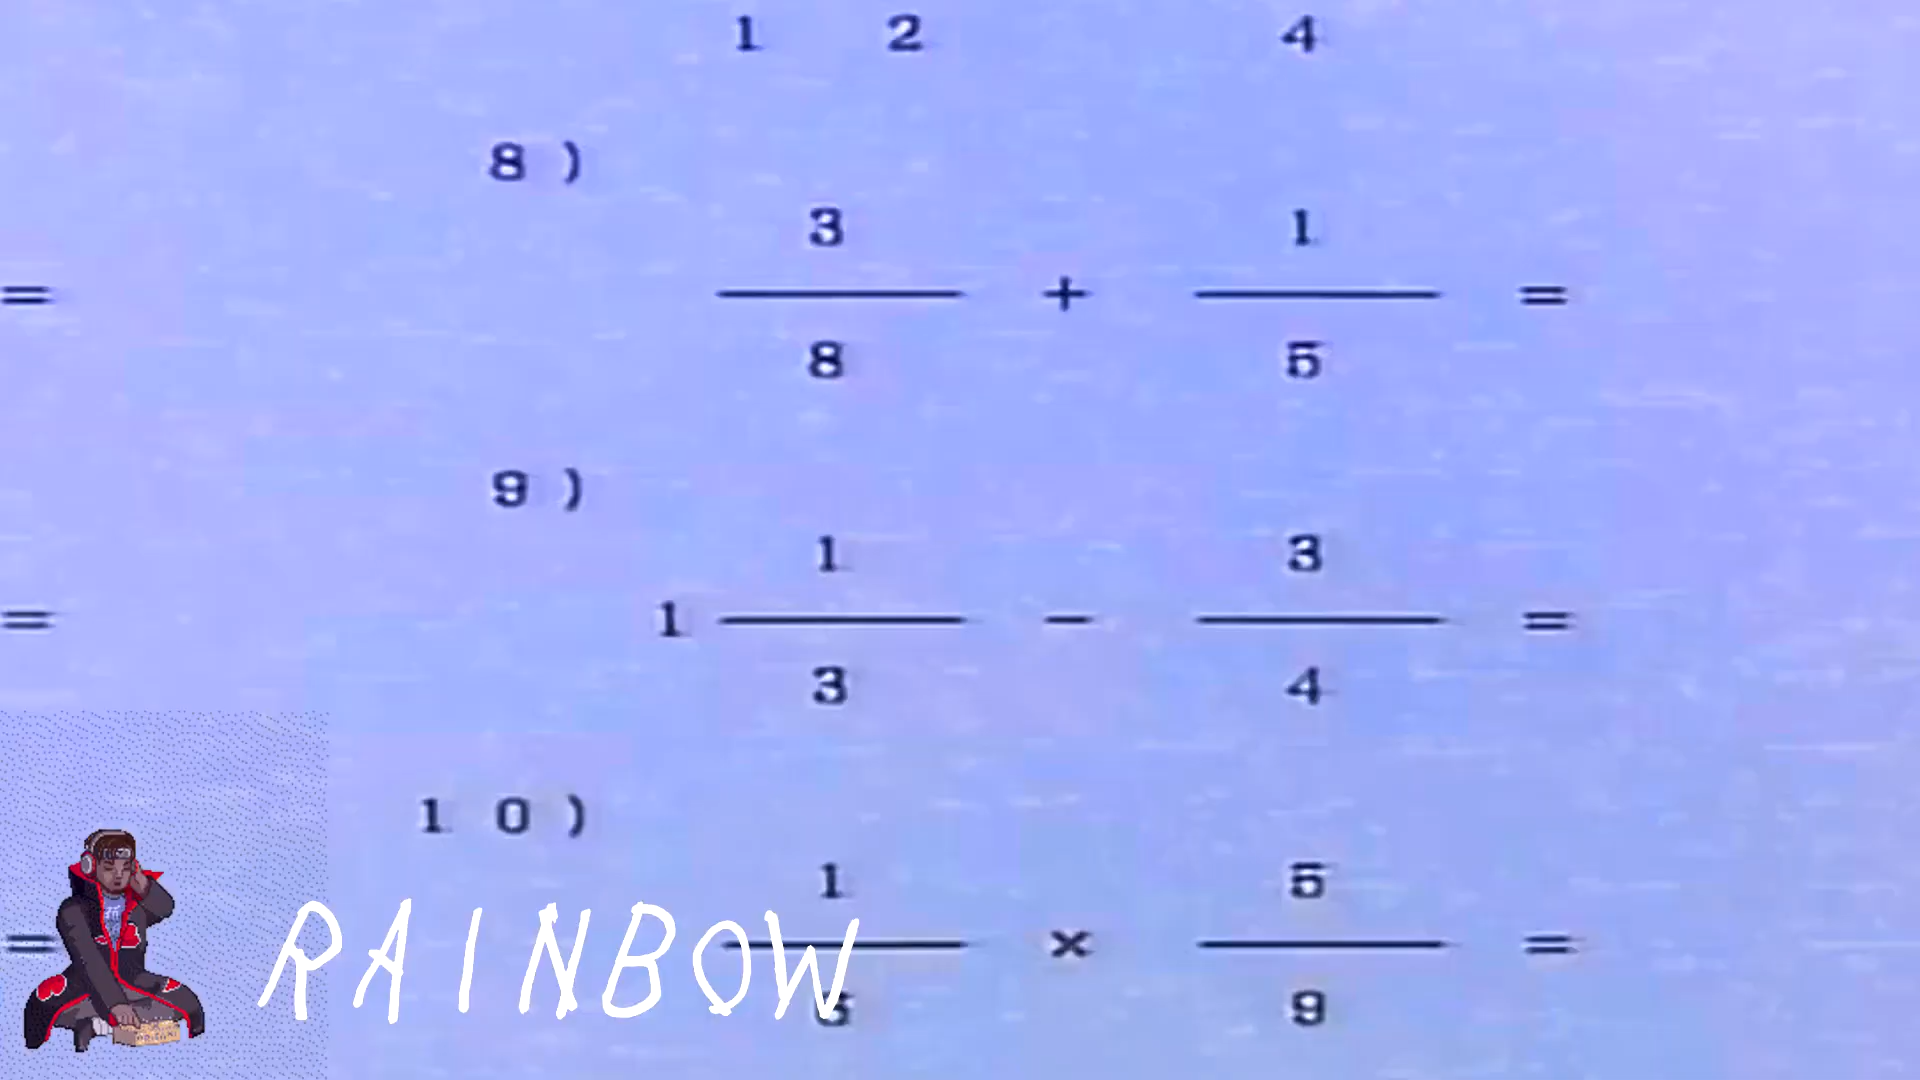 1 2 4
8 )
3 1
= + =
8 5
9 )
1 3
= 1 - =
3 4
1 0 )
1 5
= × =
9
RAINBOW